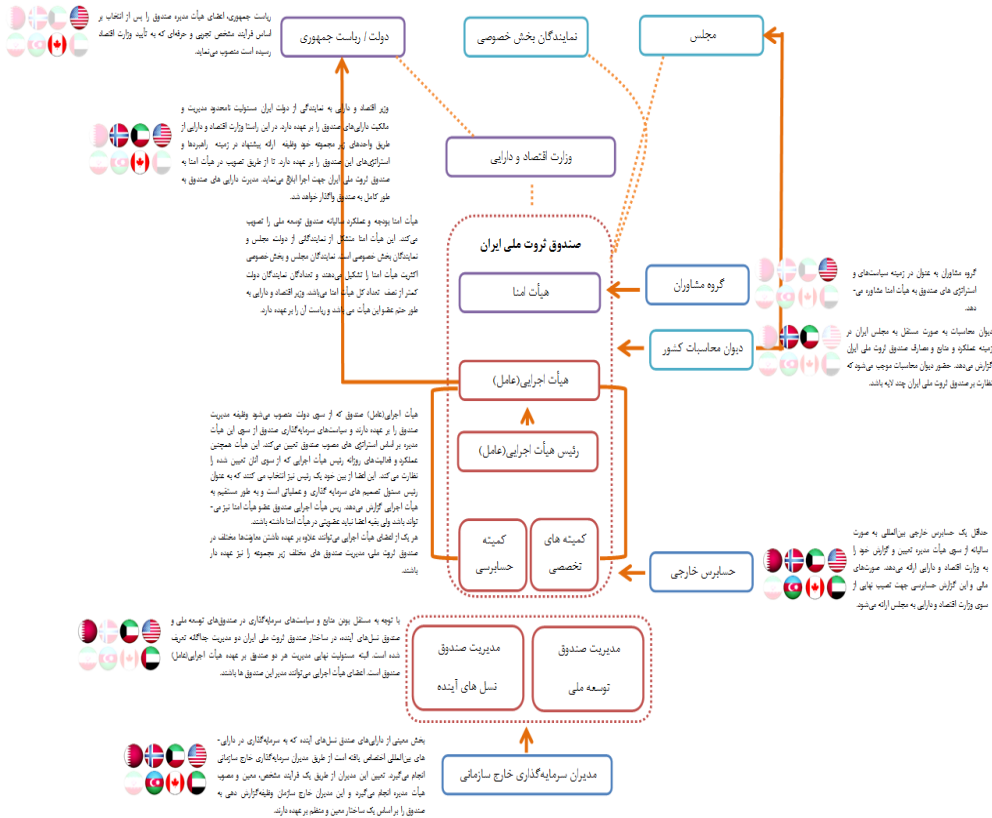 ریاست جمهوری، اعضای هیأت مدیره صندوق را پس از انتخاب بر
اساس فرآیند مشخص تجربی و حرفه‌ای که به تأیید وزارت اقتصاد
رسیده است منصوب می‌نماید.
دولت / ریاست جمهوری
نمایندگان بخش خصوصی
مجلس
وزیر اقتصاد و دارایی به نمایندگی از دولت ایران مسئولیت نامحدود مدیریت و
مالکیت دارایی‌های صندوق را بر عهده دارد. در این راستا وزارت اقتصاد و دارایی از
طریق واحدهای زیر مجموعه خود وظیفه ارائه پیشنهاد در زمینه راهبردها و
استراتژی‌های این صندوق را بر عهده دارد. تا از طریق تصویب در هیأت امنا به
صندوق ثروت ملی ایران جهت اجرا ابلاغ می‌نماید. مدیریت دارایی های صندوق به
طور کامل به صندوق واگذار خواهد شد.
وزارت اقتصاد و دارایی
هیأت امنا بودجه و عملکرد سالیانه صندوق توسعه ملی را تصویب
می‌کند. این هیأت امنا متشکل از نمایندگانی از دولت، مجلس و
نمایندگان بخش خصوصی است. نمایندگان مجلس و بخش خصوصی
اکثریت هیأت امنا را تشکیل می‌دهند و تعدادگان نمایندگان دولت
کمتر از نصف تعداد کل هیأت امنا می‌باشد. وزیر اقتصاد و دارایی به
طور حتم عضو این هیأت می باشد و ریاست آن را بر عهده دارد.
صندوق ثروت ملی ایران
هیأت امنا
گروه مشاوران
گروه مشاوران به عنوان در زمینه سیاست‌های و
استراتژی های صندوق به هیأت امنا مشاوره می-
دهد.
دیوان محاسبات کشور
دیوان محاسبات به صورت مستقل به مجلس ایران در
زمینه عملکرد و منابع و مصارف صندوق ثروت ملی ایران
گزارش می‌دهد. حضور دیوان محاسبات موجب می‌شود که
نظارت بر صندوق ثروت ملی ایران چند لایه باشد.
هیأت اجرایی(عامل)
رئیس هیأت اجرایی(عامل)
هیأت اجرایی(عامل) صندوق که از سوی دولت منصوب می‌شود وظیفه مدیریت
صندوق را بر عهده دارند و سیاست‌های سرمایه‌گذاری صندوق از سوی این هیأت
مدیره بر اساس استراتژی های مصوب صندوق تعیین می‌کند. این هیأت همچنین
عملکرد و فعالیت‌های روزانه رئیس هیأت اجرایی که از سوی آنان تعیین شده را
نظارت می کند. این اعضا از بین خود یک رئیس نیز انتخاب می کنند که به عنوان
رئیس مسئول تصمیم های سرمایه گذاری و عملیاتی است و به طور مستقیم به
هیأت اجرایی گزارش می‌دهد. ریس هیأت اجرایی صندوق عضو هیأت امنا نیز می-
تواند باشد ولی بقیه اعضا نباید عضویتی در هیأت امنا داشته باشند.
هر یک از اعضای هیأت اجرایی می‌توانند علاوه بر عهده داشتن معاونت‌ها مختلف در
صندوق ثروت ملی، مدیریت صندوق های مختلف زیر مجموعه را نیز عهده دار
باشند.
کمیته های
تخصصی
کمیته
حسابرسی
حسابرس خارجی
حداقل یک حسابرس خارجی بین‌المللی به صورت
سالیانه از سوی هیأت مدیره تعیین و گزارش خود را
به وزارت اقتصاد و دارایی ارائه می‌دهد. صورت‌های
مالی و این گزارش حسابرسی جهت تصیب نهایی از
سوی وزارت اقتصاد و دارایی به مجلس ارائه می‌شود.
با توجه به مستقل بودن منابع و سیاست‌های سرمایه‌گذاری در صندوق‌های توسعه ملی و
صندوق نسل‌های آینده، در ساختار صندوق ثروت ملی ایران دو مدیریت جداگانه تعریف
شده است. البته مسئولیت نهایی مدیریت هر دو صندوق بر عهده هیأت اجرایی(عامل)
صندوق است. اعضای هیأت اجرایی می‌توانند مدیر این صندوق ها باشند.
مدیریت صندوق
توسعه ملی
مدیریت صندوق
نسل های آینده
بخش معینی از دارایی‌های صندق نسل‌های آینده که به سرمایه‌گذاری در دارایی-
های بین‌المللی اختصاص یافته است از طریق مدیران سرمایه‌گذاری خارج سازمانی
انجام می‌گیرد. تعیین این مدیران از طریق یک فرآیند مشخص، معین و مصوب
هیأت مدیره انجام می‌گیرد و این مدیران خارج سازمان وظیفه‌گزارش دهی به
صندوق را بر اساس یک ساختار معین و منظم بر عهده دارند.
مدیران سرمایه‌گذاری خارج سازمانی